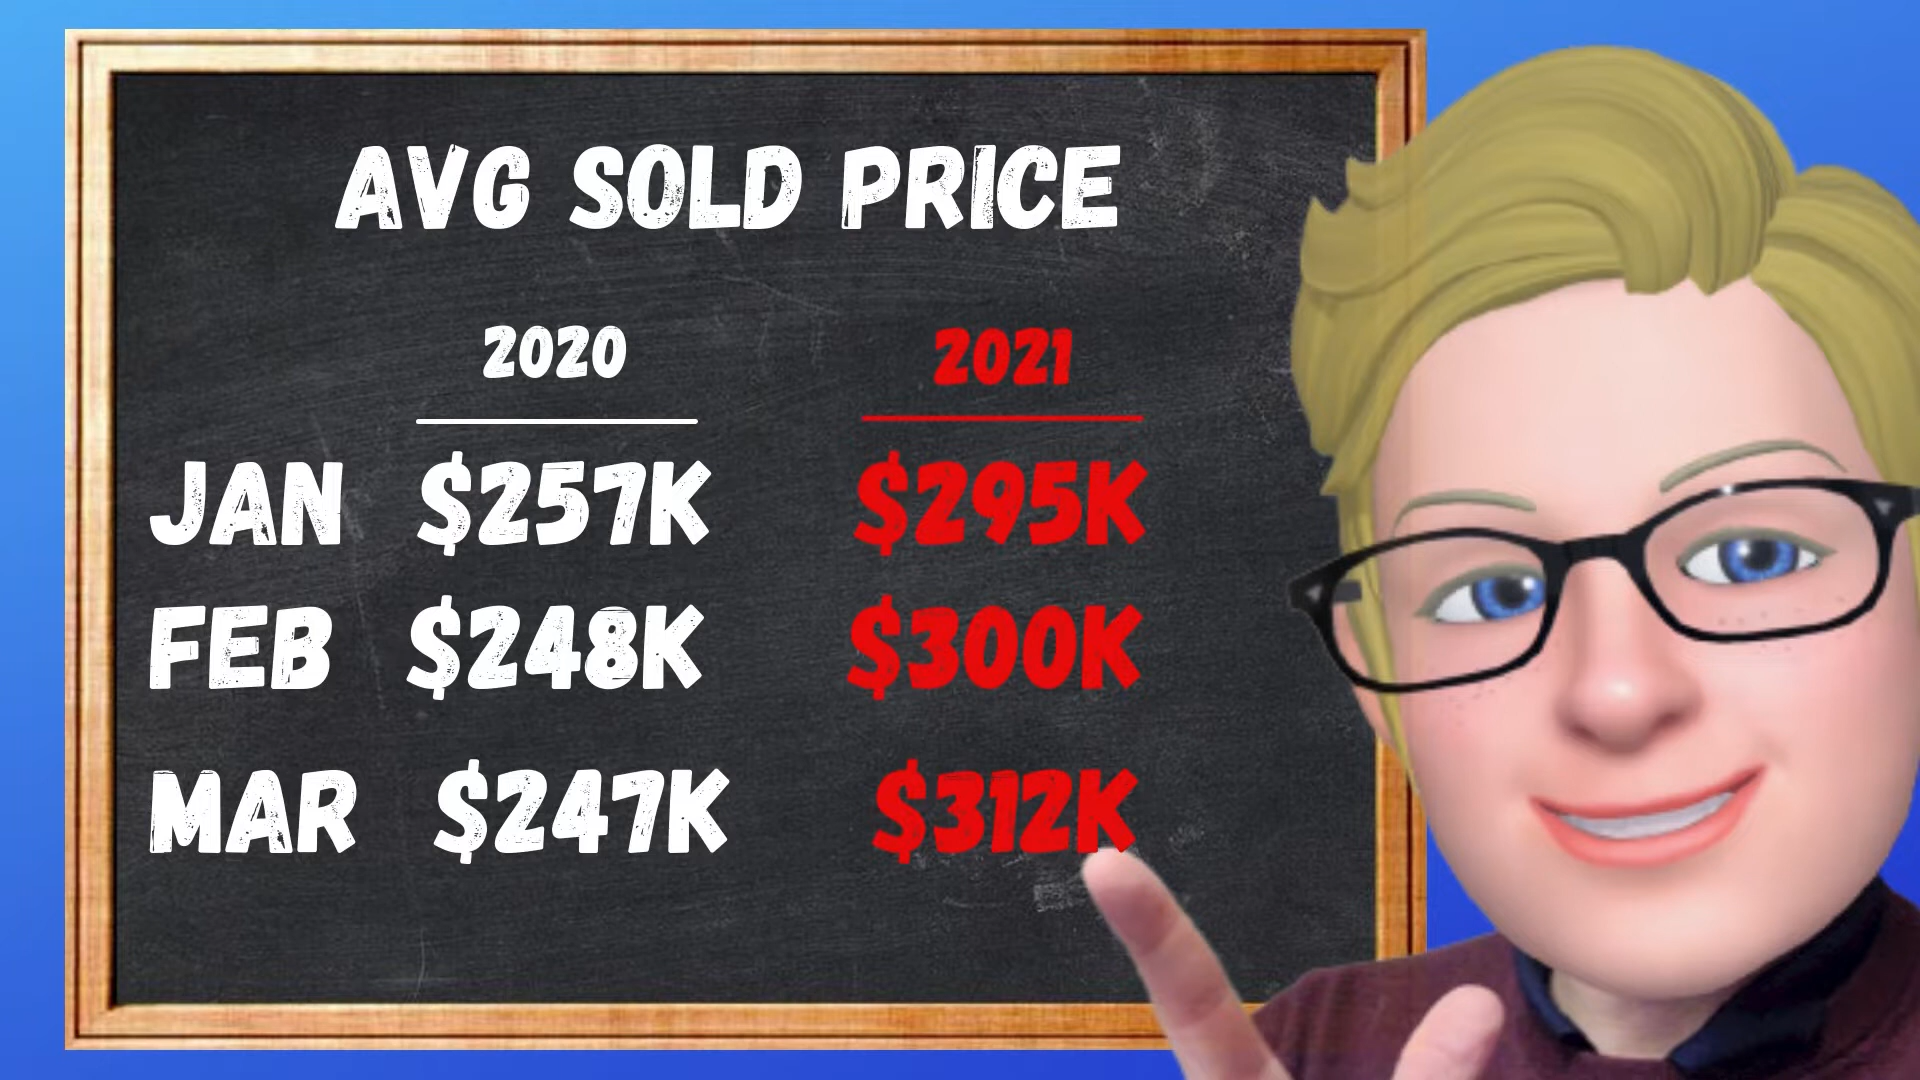 AVG SOLD PRICE
2020 2021
JAN $257K $295K
FEB $248K $300K
MAR $247K $312K